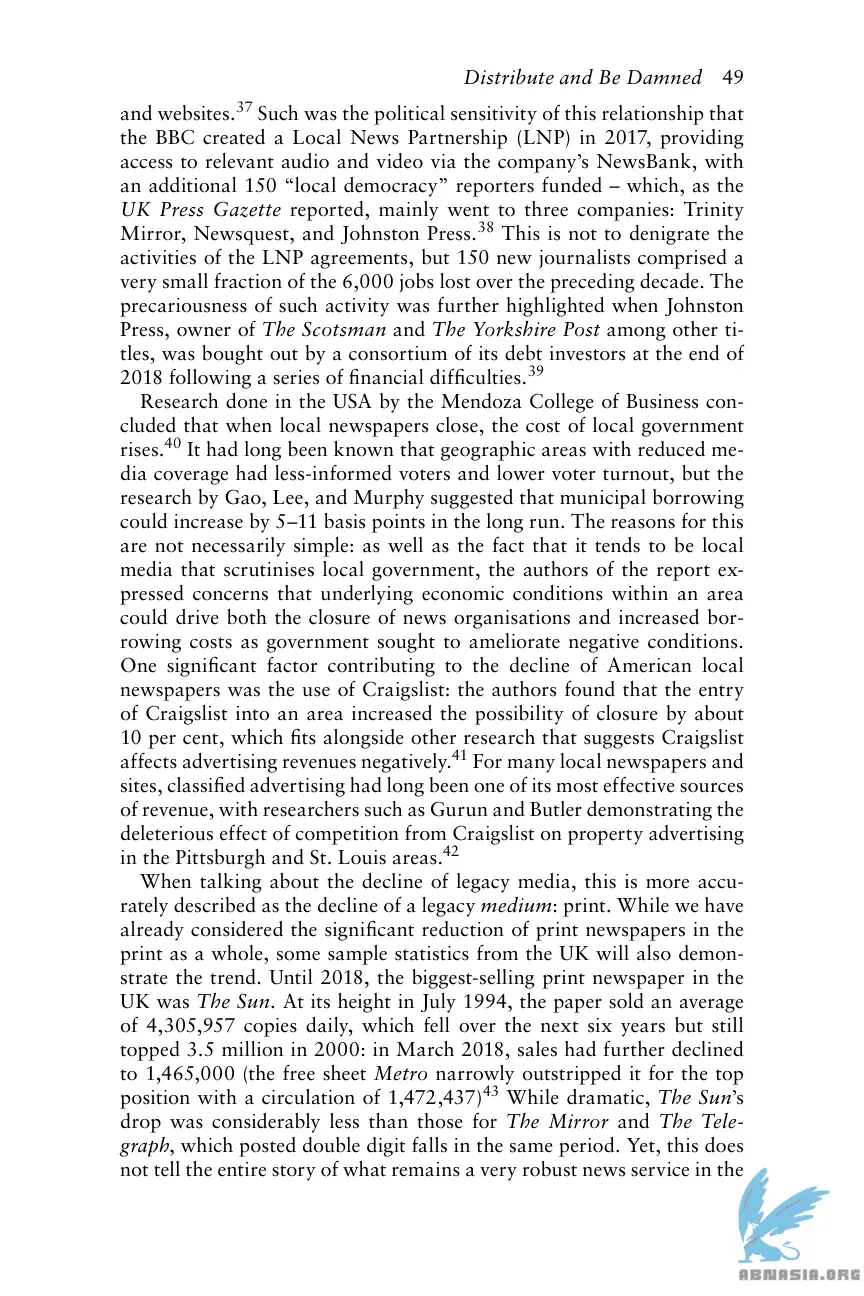 Distribute and Be Damned 49
and websites.37 Such was the political sensitivity of this relationship that
the BBC created a Local News Partnership (LNP) in 2017, providing
access to relevant audio and video via the company’s NewsBank, with
an additional 150 “local democracy” reporters funded – which, as the
UK Press Gazette reported, mainly went to three companies: Trinity
Mirror, Newsquest, and Johnston Press.38 This is not to denigrate the
activities of the LNP agreements, but 150 new journalists comprised a
very small fraction of the 6,000 jobs lost over the preceding decade. The
precariousness of such activity was further highlighted when Johnston
Press, owner of The Scotsman and The Yorkshire Post among other ti-
tles, was bought out by a consortium of its debt investors at the end of
2018 following a series of financial difficulties.39
Research done in the USA by the Mendoza College of Business con-
cluded that when local newspapers close, the cost of local government
rises.40 It had long been known that geographic areas with reduced me-
dia coverage had less-informed voters and lower voter turnout, but the
research by Gao, Lee, and Murphy suggested that municipal borrowing
could increase by 5–11 basis points in the long run. The reasons for this
are not necessarily simple: as well as the fact that it tends to be local
media that scrutinises local government, the authors of the report ex-
pressed concerns that underlying economic conditions within an area
could drive both the closure of news organisations and increased bor-
rowing costs as government sought to ameliorate negative conditions.
One significant factor contributing to the decline of American local
newspapers was the use of Craigslist: the authors found that the entry
of Craigslist into an area increased the possibility of closure by about
10 per cent, which fits alongside other research that suggests Craigslist
affects advertising revenues negatively.41 For many local newspapers and
sites, classified advertising had long been one of its most effective sources
of revenue, with researchers such as Gurun and Butler demonstrating the
deleterious effect of competition from Craigslist on property advertising
in the Pittsburgh and St. Louis areas.42
When talking about the decline of legacy media, this is more accu-
rately described as the decline of a legacy medium: print. While we have
already considered the significant reduction of print newspapers in the
print as a whole, some sample statistics from the UK will also demon-
strate the trend. Until 2018, the biggest-selling print newspaper in the
UK was The Sun. At its height in July 1994, the paper sold an average
of 4,305,957 copies daily, which fell over the next six years but still
topped 3.5 million in 2000: in March 2018, sales had further declined
to 1,465,000 (the free sheet Metro narrowly outstripped it for the top
position with a circulation of 1,472,437)43 While dramatic, The Sun’s
drop was considerably less than those for The Mirror and The Tele-
graph, which posted double digit falls in the same period. Yet, this does
not tell the entire story of what remains a very robust news service in the
ABNASIA.ORG